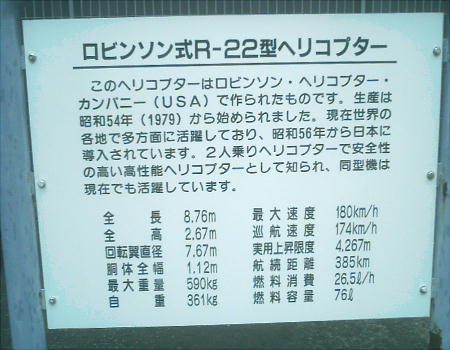 ロビンソン式R-22型ヘリコプター
このヘリコプターはロビンソン・ヘリコプター・
カンパニー(USA)で作られたものです。生産は
昭和54年(1979)から始められました。現在世界の
各地で多方面に活躍しており、昭和56年から日本に
導入されています。2人乗りヘリコプターで安全性
の高い高性能ヘリコプターとして知られ、同型機は
現在でも活躍しています。
全長 8.76m 最大速度 180km/h
全高 2.67m 巡航速度 174km/h
回転翼直径 7.67m 実用上昇限度 4,267m
胴体全幅 1.12m 航続距離 385km
最大重量 590kg 燃料消費 26.5ℓ/h
自重 361kg 燃料容量 76ℓ